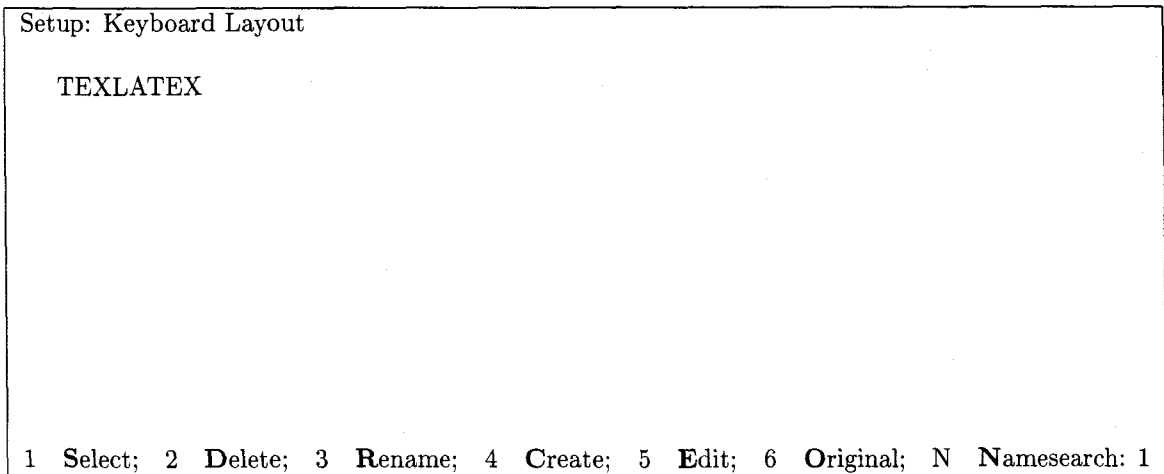 Setup: Keyboard Layout
TEXLATEX
1 Select; 2 Delete; 3 Rename; 4 Create; 5 Edit; 6 Original; N Namesearch: 1